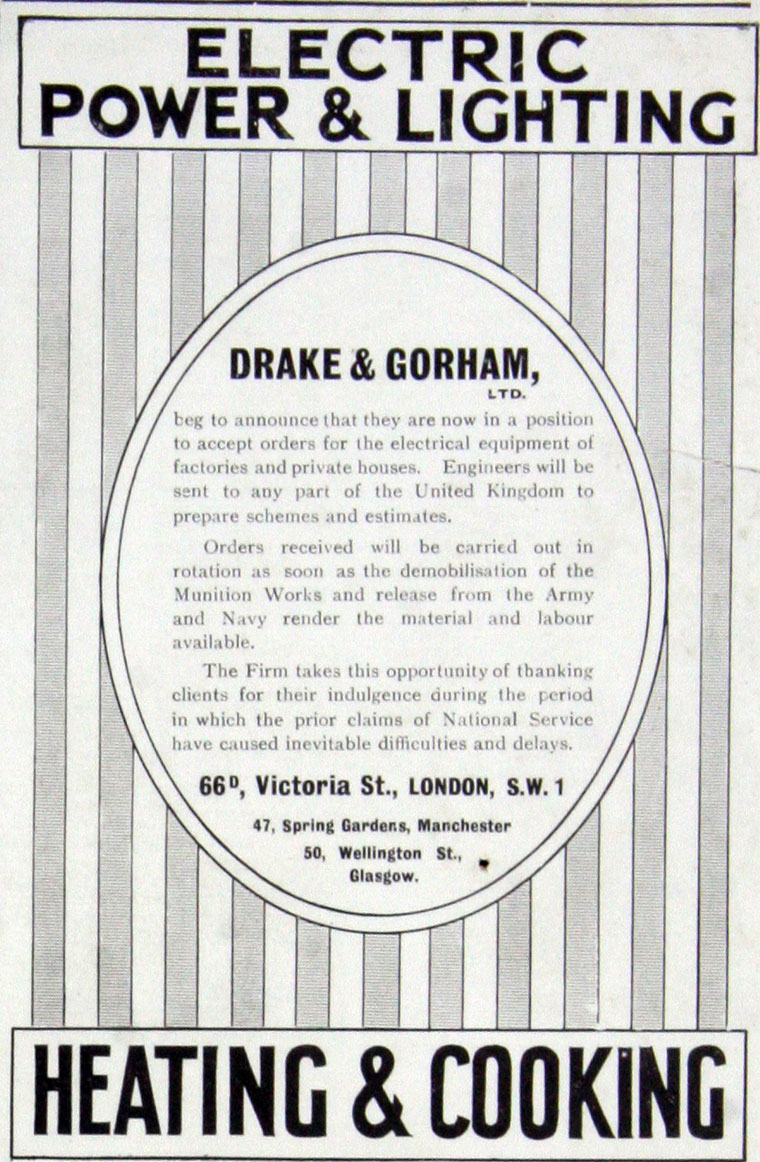 ELECTRIC
POWER & LIGHTING
DRAKE & GORHAM,
LTD.
beg to announce that they are now in a position
to accept orders for the electrical equipment of
factories and private houses. Engineers will be
sent to any part of the United Kingdom to
prepare schemes and estimates.
Orders received will be carried out in
rotation as soon as the demobilisation of the
Munition Works and release from the Army
and Navy render the material and labour
available.
The Firm takes this opportunity of thanking
clients for their indulgence during the period
in which the prior claims of National Service
have caused inevitable difficulties and delays.
66ᴰ, Victoria St., LONDON, S.W. 1
47, Spring Gardens, Manchester
50, Wellington St.,
Glasgow.
HEATING & COOKING